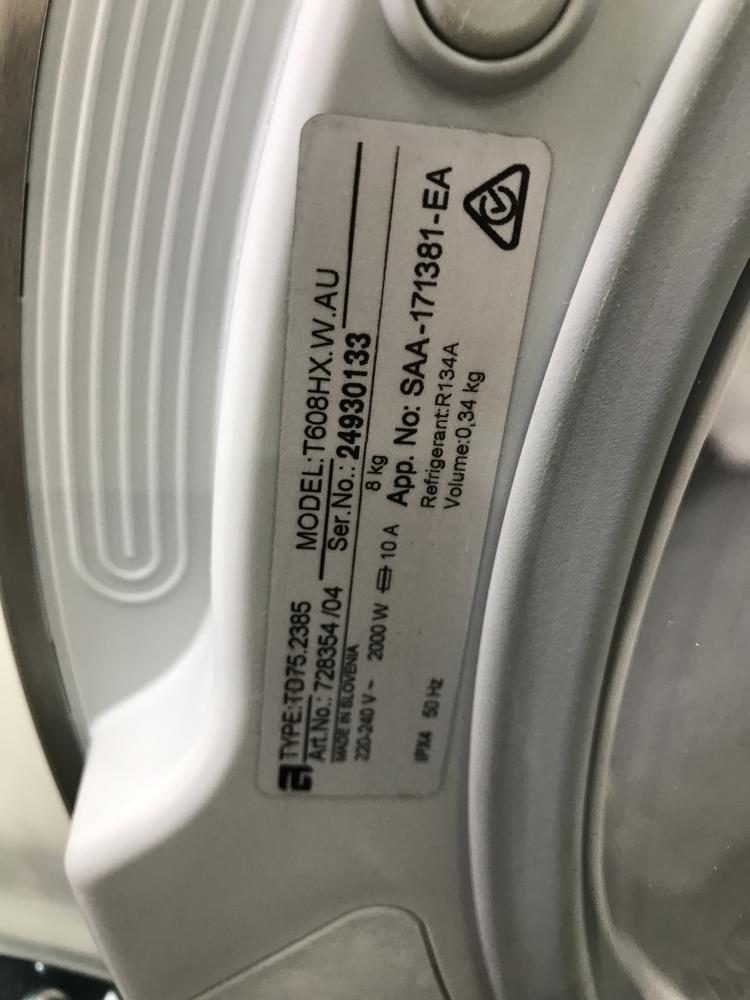 TYPE:TD75.2385 MODEL:T608HX.W.AU
Art.No.: 728354 /04 Ser.No.: 24930133
MADE IN SLOVENIA
220-240 V ~ 2000 W 10 A 8 kg
App. No: SAA-171381-EA
Refrigerant:R134A
IPX4 50 Hz Volume:0,34 kg